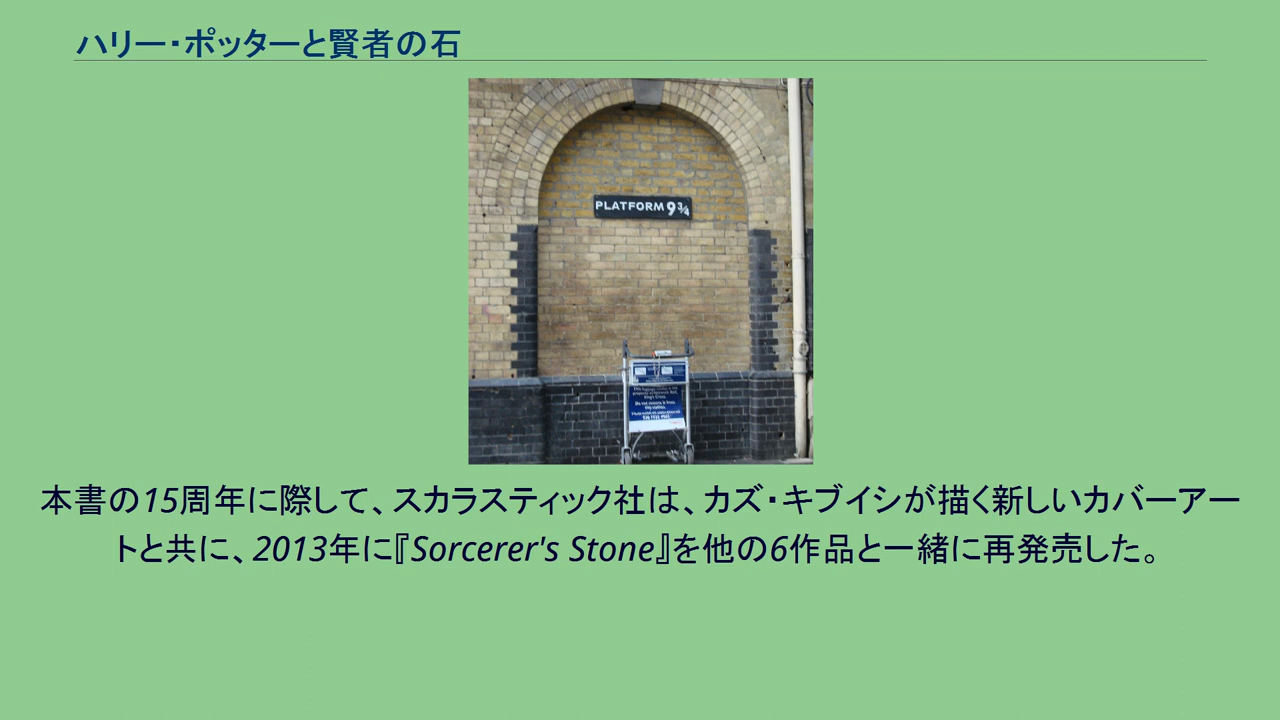 ハリー・ポッターと賢者の石
PLATFORM 9¾
本書の15周年に際して、スカラスティック社は、カズ・キブイシが描く新しいカバーアー
トと共に、2013年に『Sorcerer's Stone』を他の6作品と一緒に再発売した。